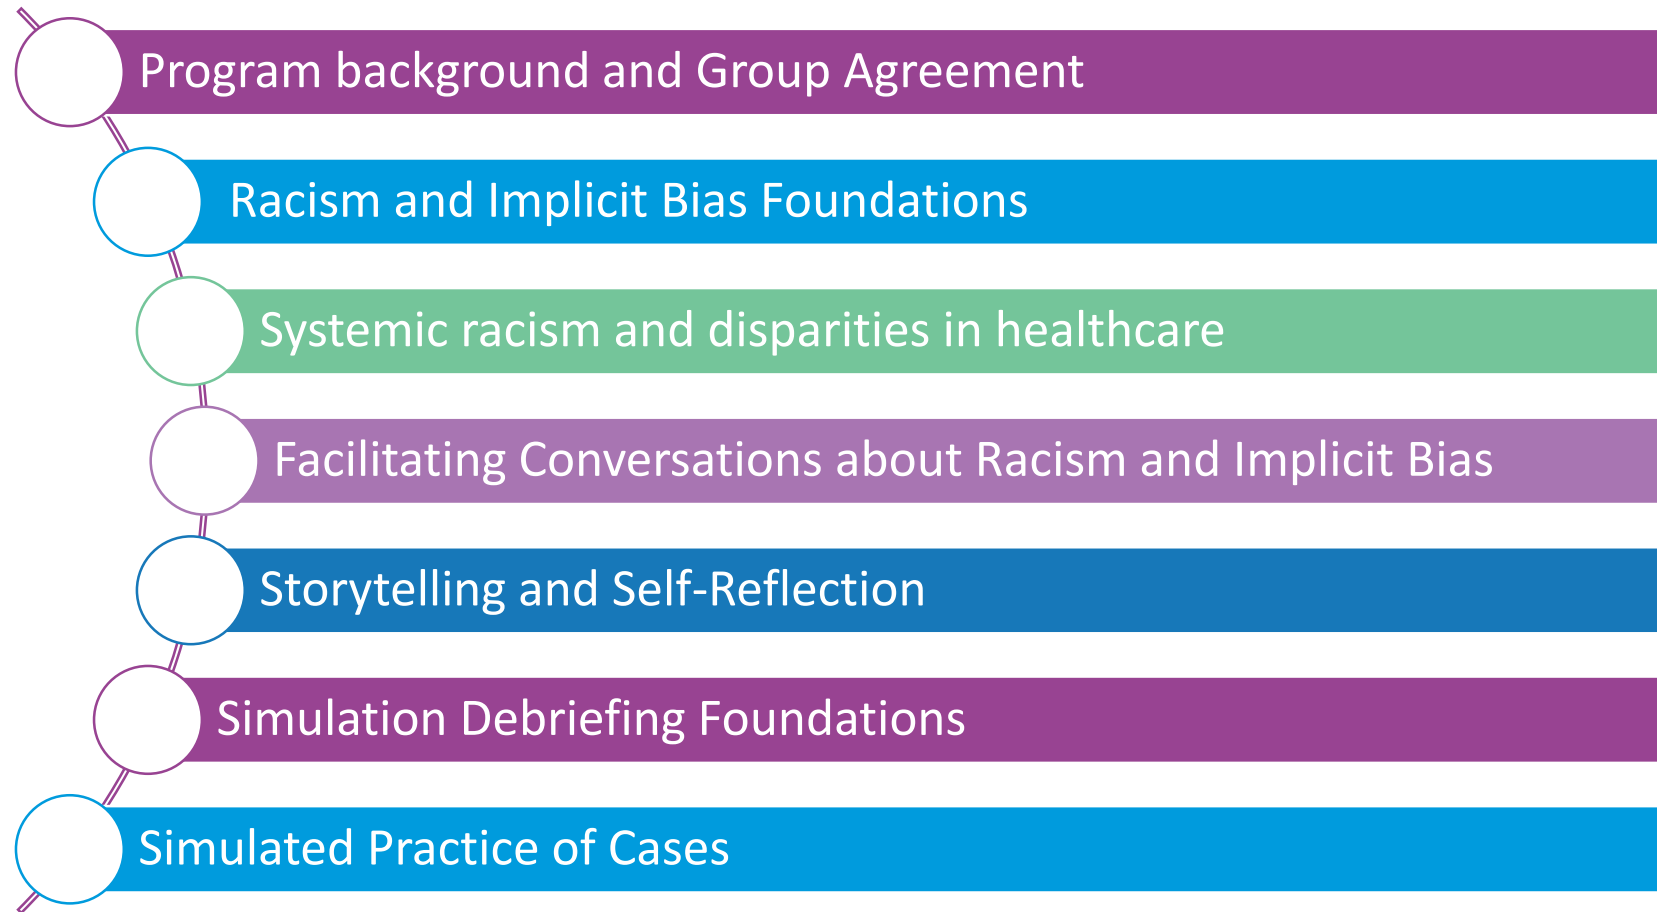 Program background and Group Agreement
Racism and Implicit Bias Foundations
Systemic racism and disparities in healthcare
Facilitating Conversations about Racism and Implicit Bias
Storytelling and Self-Reflection
Simulation Debriefing Foundations
Simulated Practice of Cases